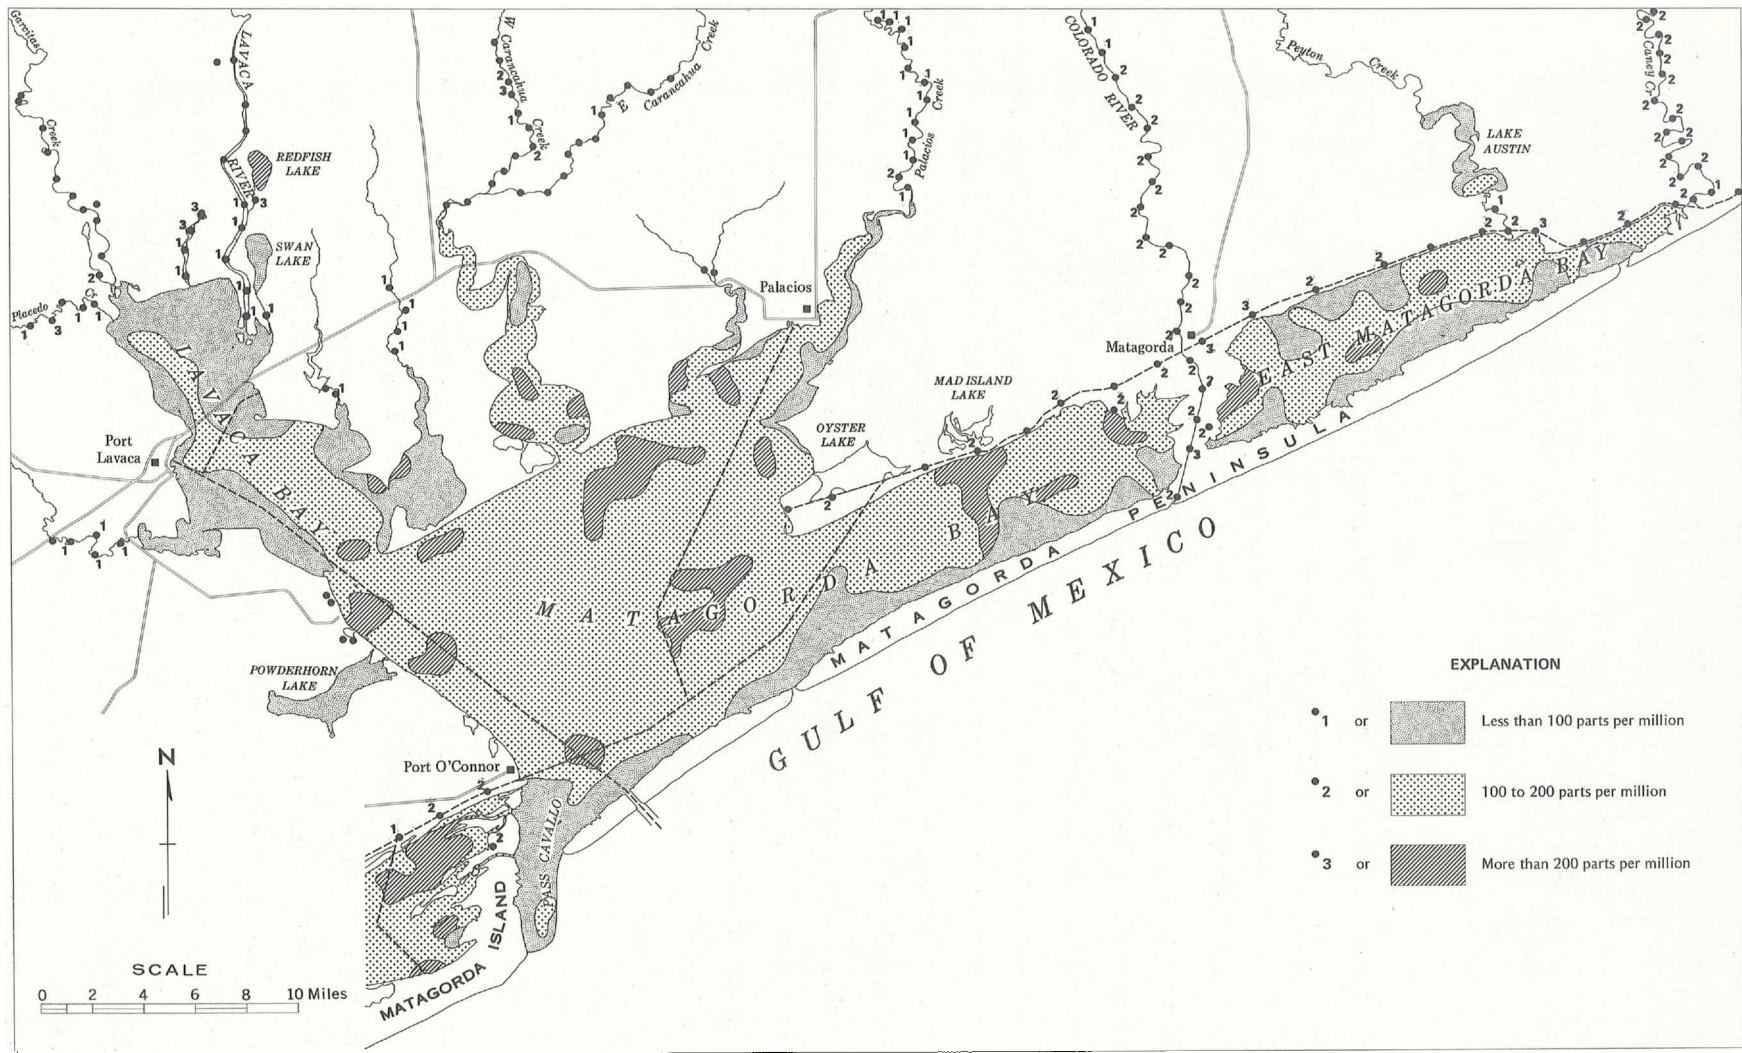 Garcitas
Creek
LAVACA
RIVER
W Carancahua
Creek
E Carancahua
Creek
Palacios
Creek
COLORADO
RIVER
Peyton
Creek
Caney Cr
LAKE
AUSTIN
REDFISH
LAKE
SWAN
LAKE
Placedo
Cr
Palacios
Matagorda
MAD ISLAND
LAKE
OYSTER
LAKE
Port
Lavaca
LAVACA BAY
EAST MATAGORDA BAY
MATAGORDA BAY
MATAGORDA PENINSULA
GULF OF MEXICO
POWDERHORN
LAKE
Port O'Connor
PASS CAVALLO
MATAGORDA ISLAND
N
SCALE
0 2 4 6 8 10 Miles
EXPLANATION
1 or Less than 100 parts per million
2 or 100 to 200 parts per million
3 or More than 200 parts per million